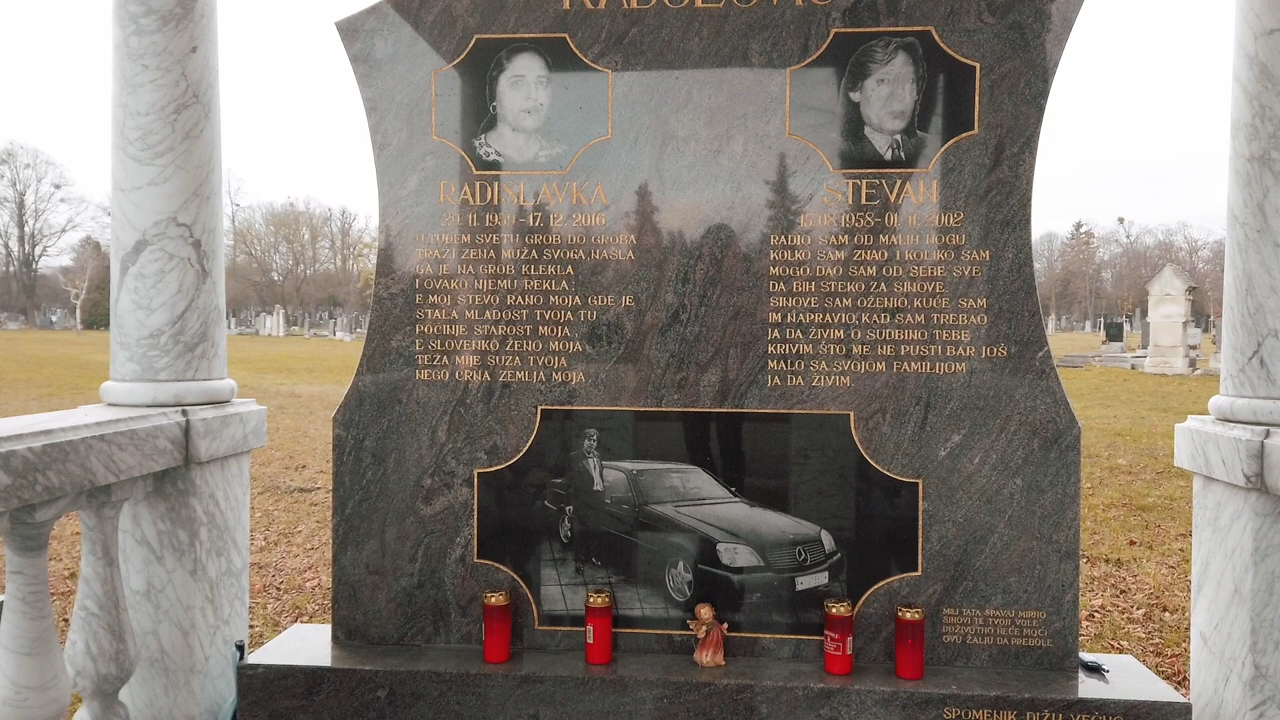 RADISLAVKA
17. 12. 2016
U TUĐEM SVETU GROB DO GROBA
TRAŽI ŽENA MUŽA SVOGA, NAŠLA
GA JE NA GROB KLEKLA
I OVAKO NJEMU REKLA:
E MOJ STEVO RANO MOJA GDE JE
STALA MLADOST TVOJA TU
POČINJE STAROST MOJA,
E SLOVENKO ŽENO MOJA
TEŽA MI JE SUZA TVOJA
NEGO CRNA ZEMLJA MOJA
STEVAN
15.08.1958- 01. 11. 2002
RADIO SAM OD MALIH NOGU.
KOLKO SAM ZNAO I KOLIKO SAM
MOGO. DAO SAM OD SEBE SVE
DA BIH STEKO ZA SINOVE.
SINOVE SAM OŽENIO, KUĆE SAM
IM NAPRAVIO, KAD SAM TREBAO
JA DA ŽIVIM O SUDBINO TEBE
KRIVIM ŠTO ME NE PUSTI BAR JOŠ
MALO SA SVOJOM FAMILIJOM
JA DA ŽIVIM.
MILI TATA SPAVAJ MIRNO
SINOVI TE TVOJI VOLE
DOŽIVOTNO NEĆE MOĆI
OVU ŽALJU DA PREBOLE
SPOMENIK DIŽU